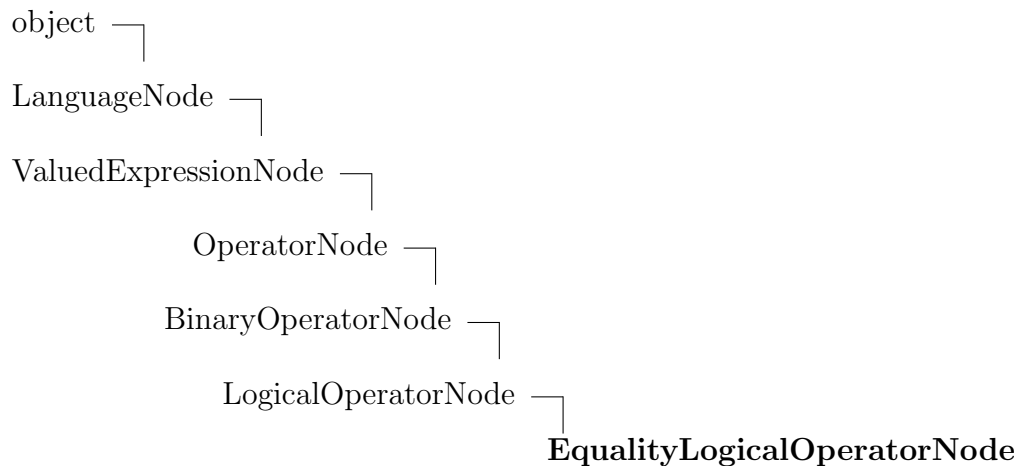 object
LanguageNode
ValuedExpressionNode
OperatorNode
BinaryOperatorNode
LogicalOperatorNode
EqualityLogicalOperatorNode